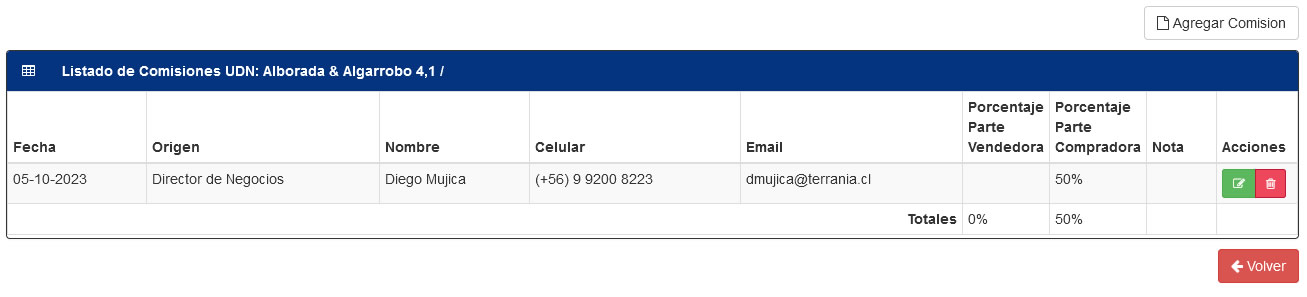 Agregar Comision
Listado de Comisiones UDN: Alborada & Algarrobo 4,1 /
Fecha Origen Nombre Celular Email Porcentaje Parte Vendedora Porcentaje Parte Compradora Nota Acciones
05-10-2023 Director de Negocios Diego Mujica (+56) 9 9200 8223 dmujica@terrania.cl 50%
Totales 0% 50%
Volver